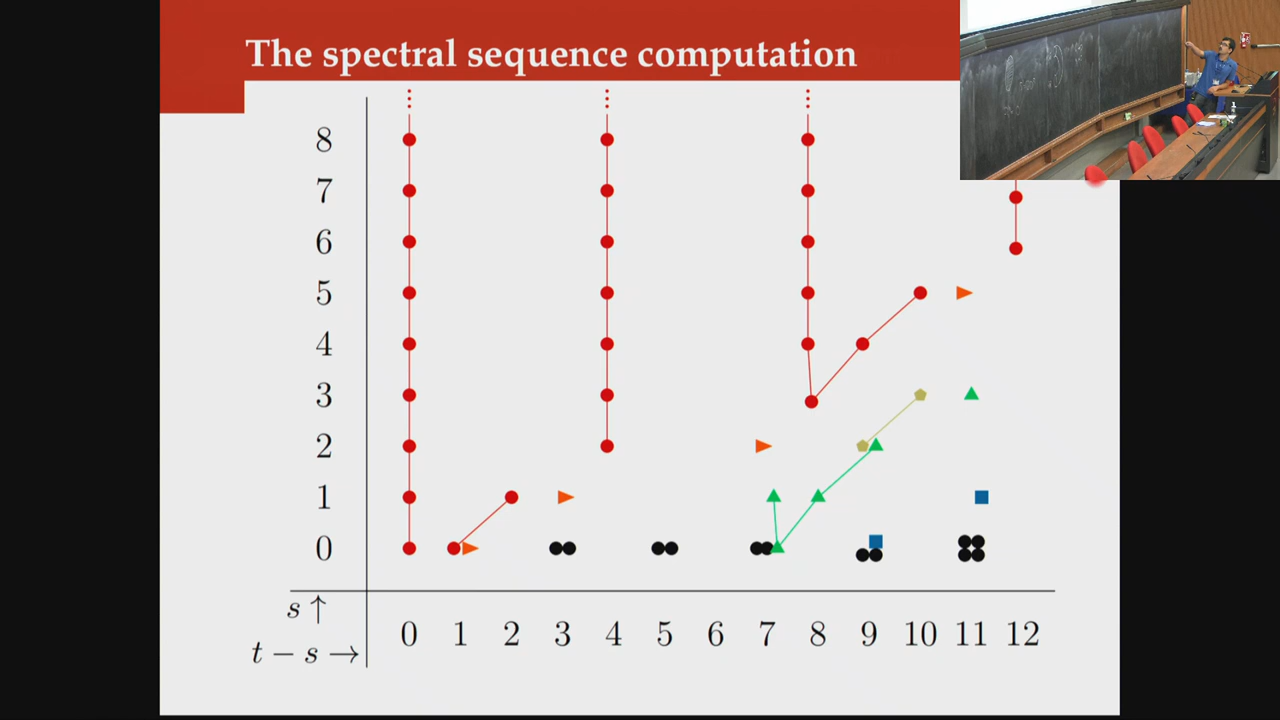 The spectral sequence computation
8
7
6
5
4
3
2
1
0
s ↑
t − s →
0 1 2 3 4 5 6 7 8 9 10 11 12